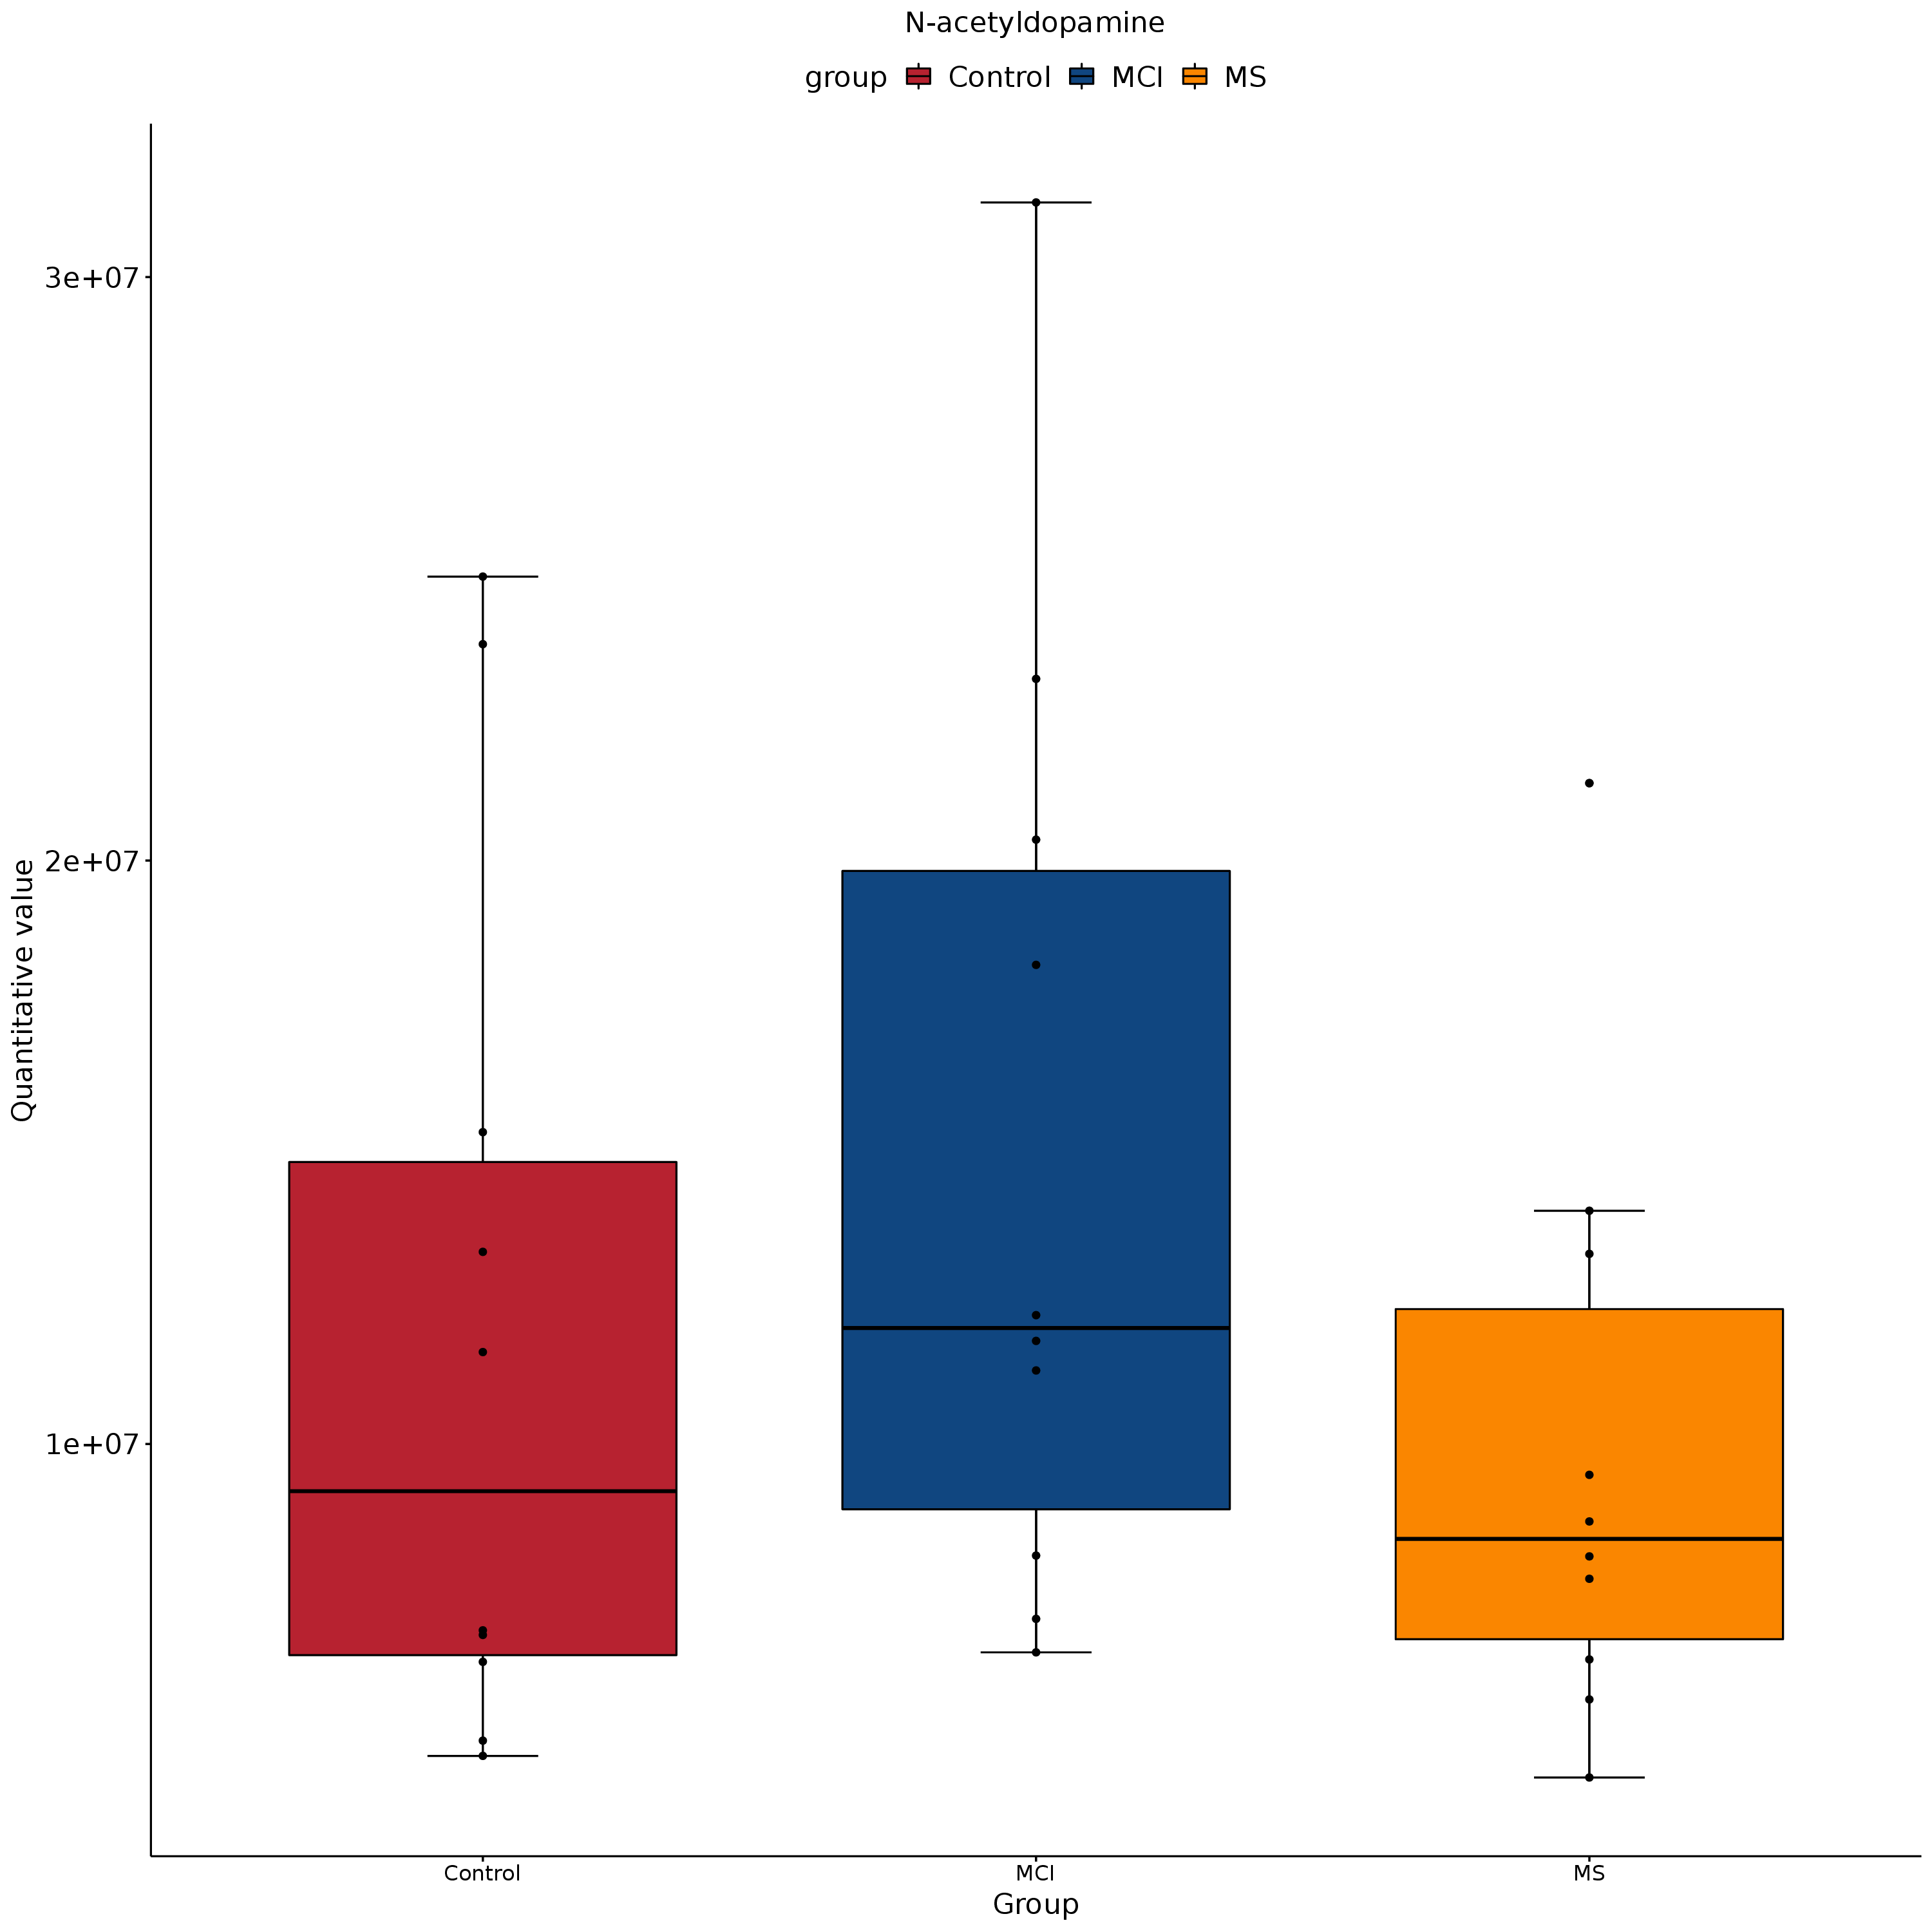 N-acetyldopamine
group Control MCI MS
Quantitative value
3e+07
2e+07
1e+07
Control MCI MS
Group